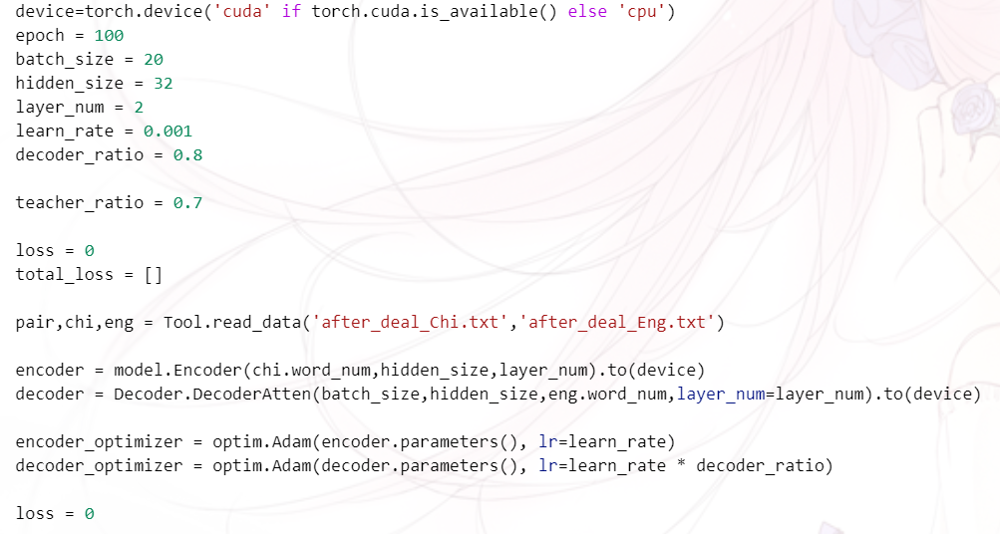 device=torch.device('cuda' if torch.cuda.is_available() else 'cpu')
epoch = 100
batch_size = 20
hidden_size = 32
layer_num = 2
learn_rate = 0.001
decoder_ratio = 0.8
teacher_ratio = 0.7
loss = 0
total_loss = []
pair,chi,eng = Tool.read_data('after_deal_Chi.txt','after_deal_Eng.txt')
encoder = model.Encoder(chi.word_num,hidden_size,layer_num).to(device)
decoder = Decoder.DecoderAtten(batch_size,hidden_size,eng.word_num,layer_num=layer_num).to(device)
encoder_optimizer = optim.Adam(encoder.parameters(), lr=learn_rate)
decoder_optimizer = optim.Adam(decoder.parameters(), lr=learn_rate * decoder_ratio)
loss = 0